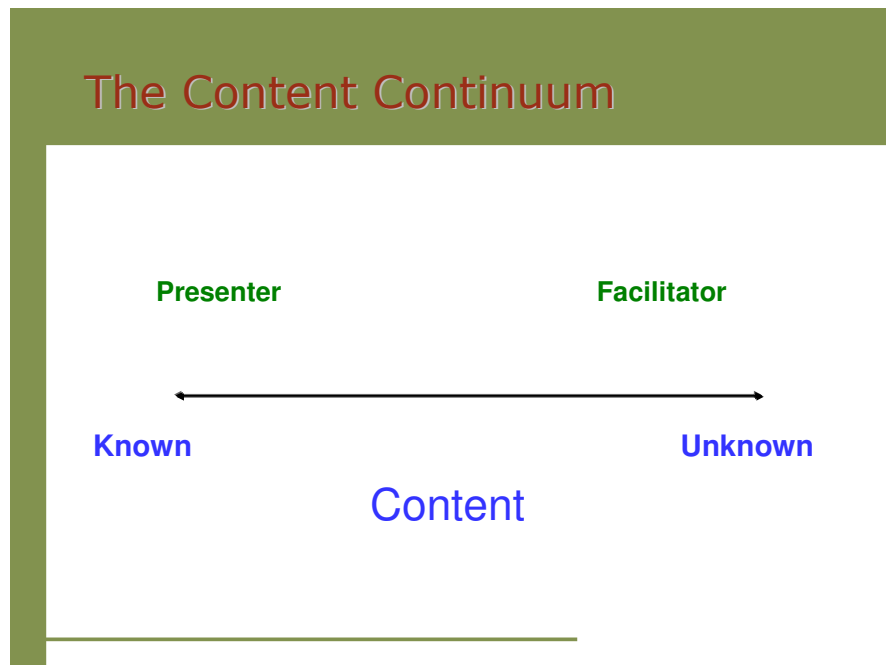 The Content Continuum
Presenter Facilitator
Known Unknown
Content